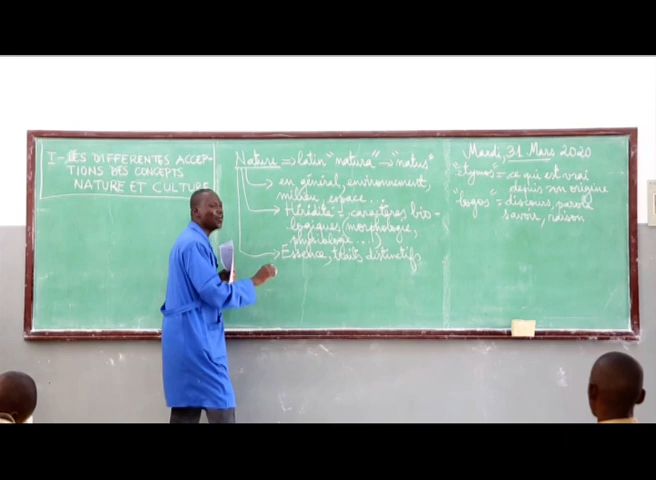 I- LES DIFFERENTES ACCEP-
TIONS DES CONCEPTS
NATURE ET CULTURE
Nature ⇒ latin "natura" → "natus"
→ en général, environnement,
milieu, espace...
→ Hérédité = caractères bio-
logiques (morphologie,
physiologie...)
→ Essence, traits distinctifs
Mardi, 31 Mars 2020
"etymos" = ce qui est vrai
depuis son origine
"logos" = discours, parole
savoir, raison